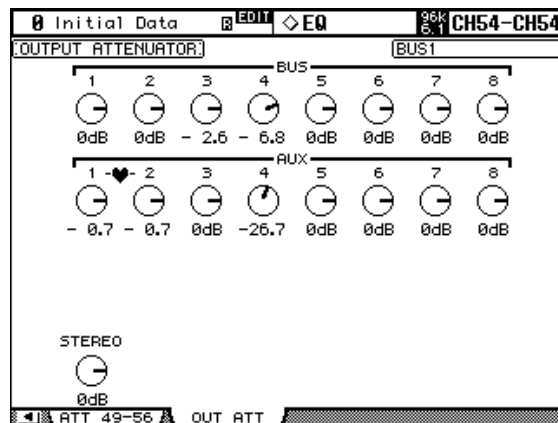 0 Initial Data EDIT EQ 96k 6.1 CH54-CH54
OUTPUT ATTENUATOR BUS1
BUS
1 2 3 4 5 6 7 8
0dB 0dB - 2.6 - 6.8 0dB 0dB 0dB 0dB
AUX
1 - ♥ - 2 3 4 5 6 7 8
- 0.7 - 0.7 0dB -26.7 0dB 0dB 0dB 0dB
STEREO
0dB
ATT 49-56 OUT ATT